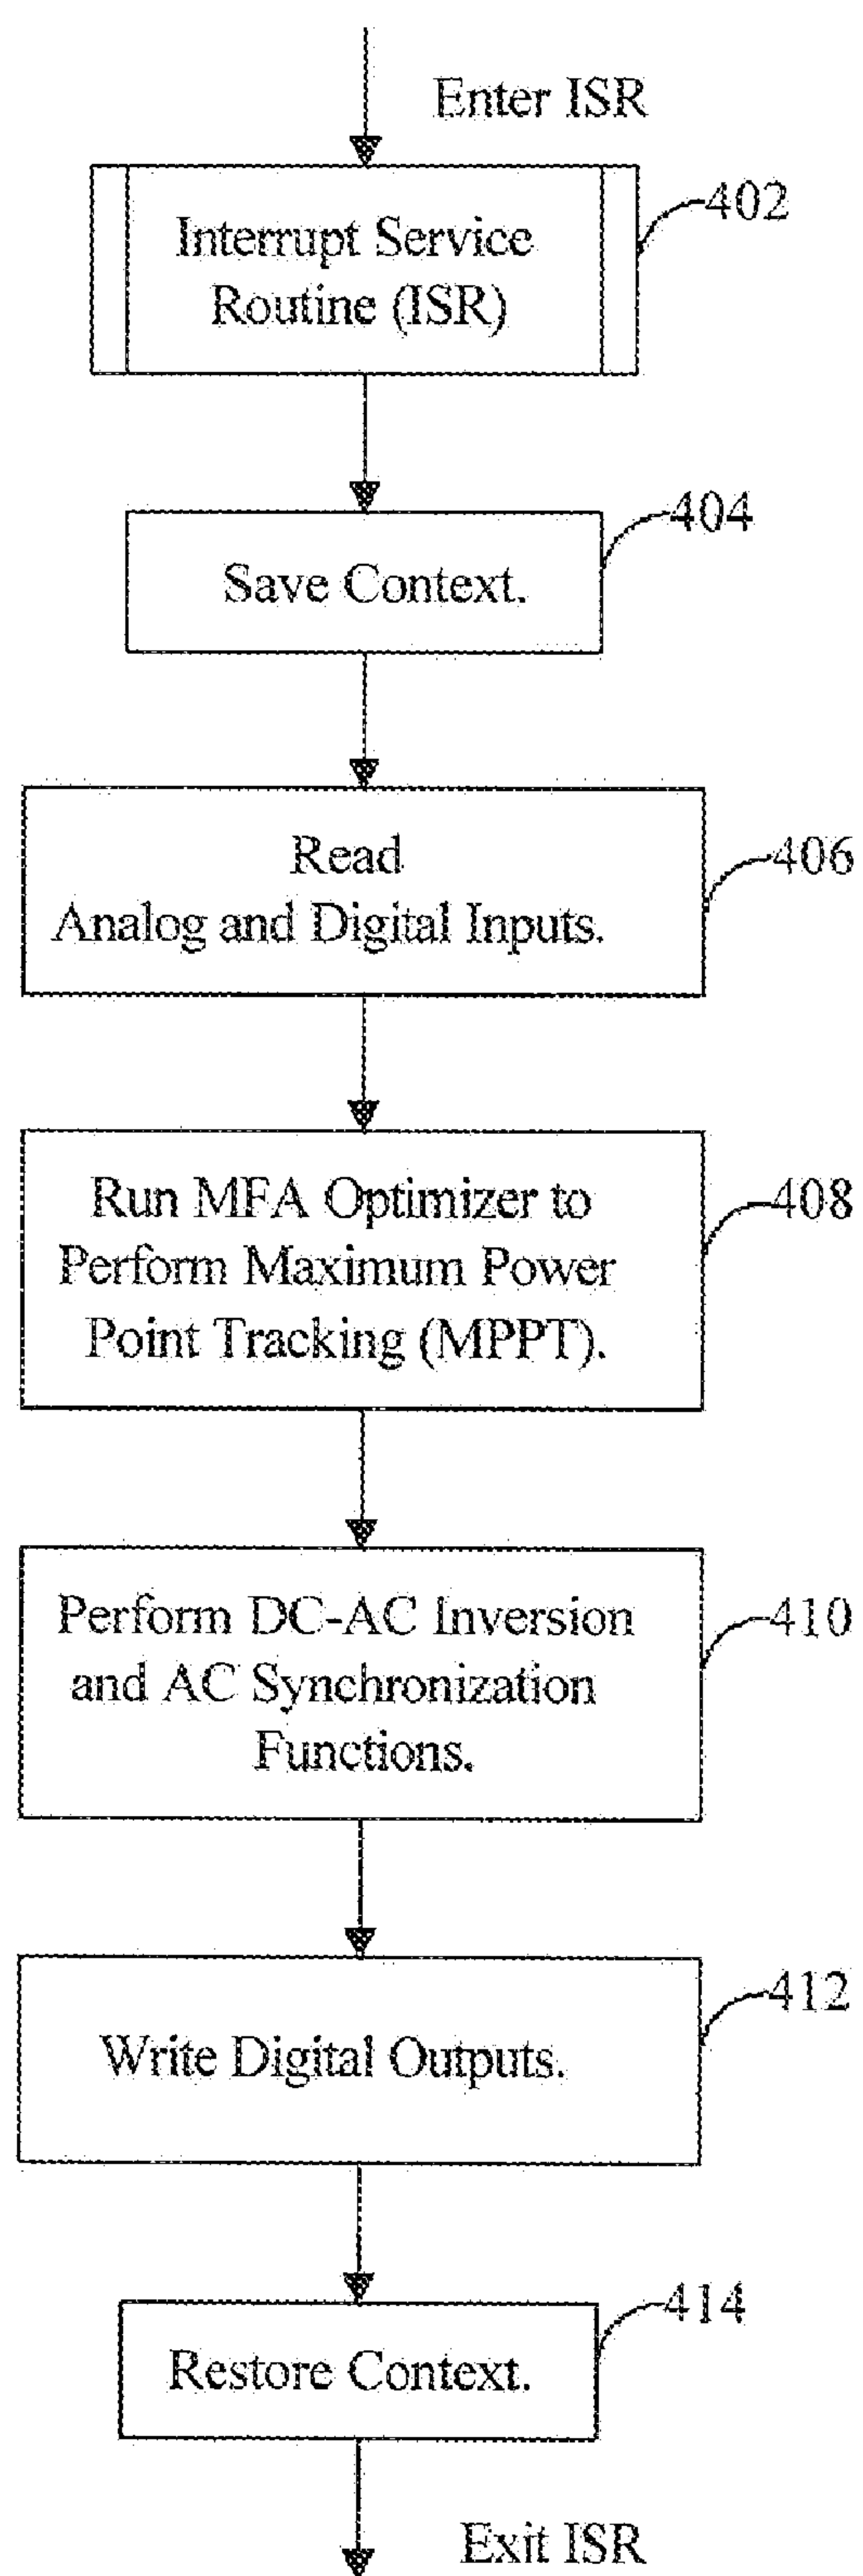 Enter ISR
Interrupt Service
Routine (ISR)
402
Save Context.
404
Read
Analog and Digital Inputs.
406
Run MFA Optimizer to
Perform Maximum Power
Point Tracking (MPPT).
408
Perform DC-AC Inversion
and AC Synchronization
Functions.
410
Write Digital Outputs.
412
Restore Context.
414
Exit ISR